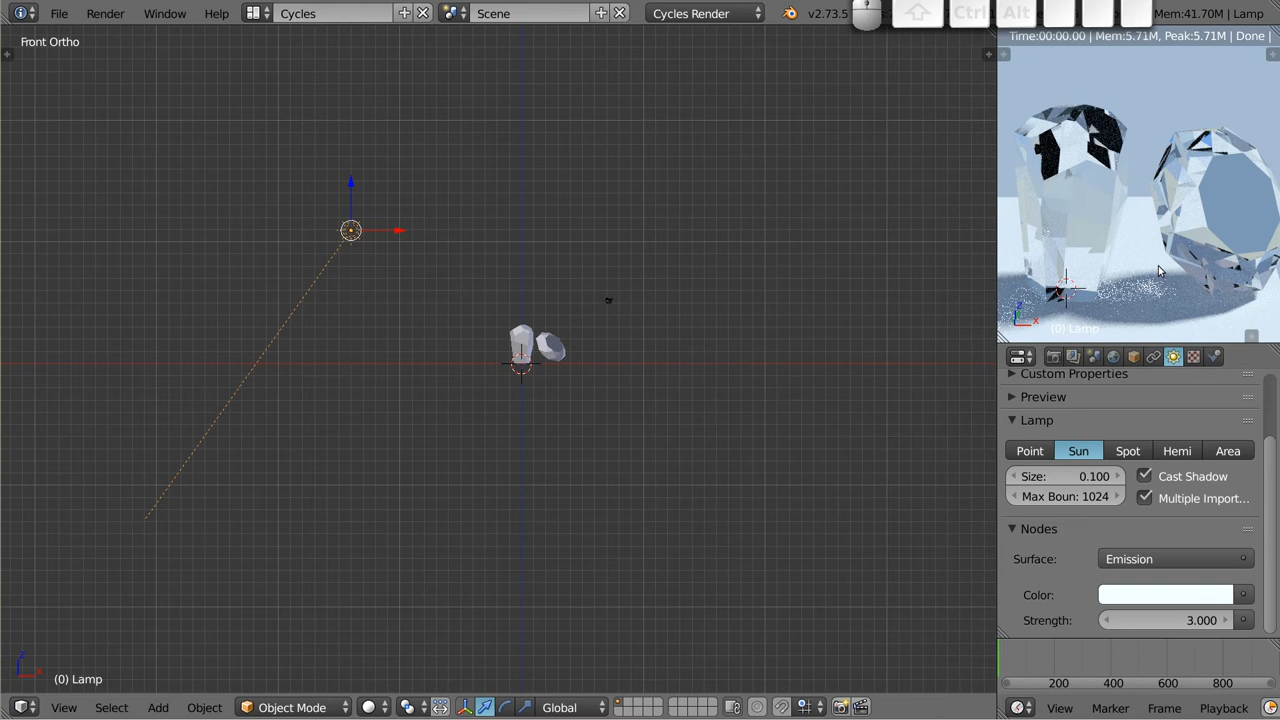 File Render Window Help Cycles Scene Cycles Render v2.73.5 Ctrl Alt Mem:41.70M | Lamp
Front Ortho
Time:00:00.00 | Mem:5.71M, Peak:5.71M | Done |
(0) Lamp
Custom Properties
Preview
Lamp
Point Sun Spot Hemi Area
Size: 0.100 Cast Shadow
Max Boun: 1024 Multiple Import...
Nodes
Surface: Emission
Color:
Strength: 3.000
z
x
(0) Lamp
200 400 600 800
View Select Add Object Object Mode Global View Marker Frame Playback